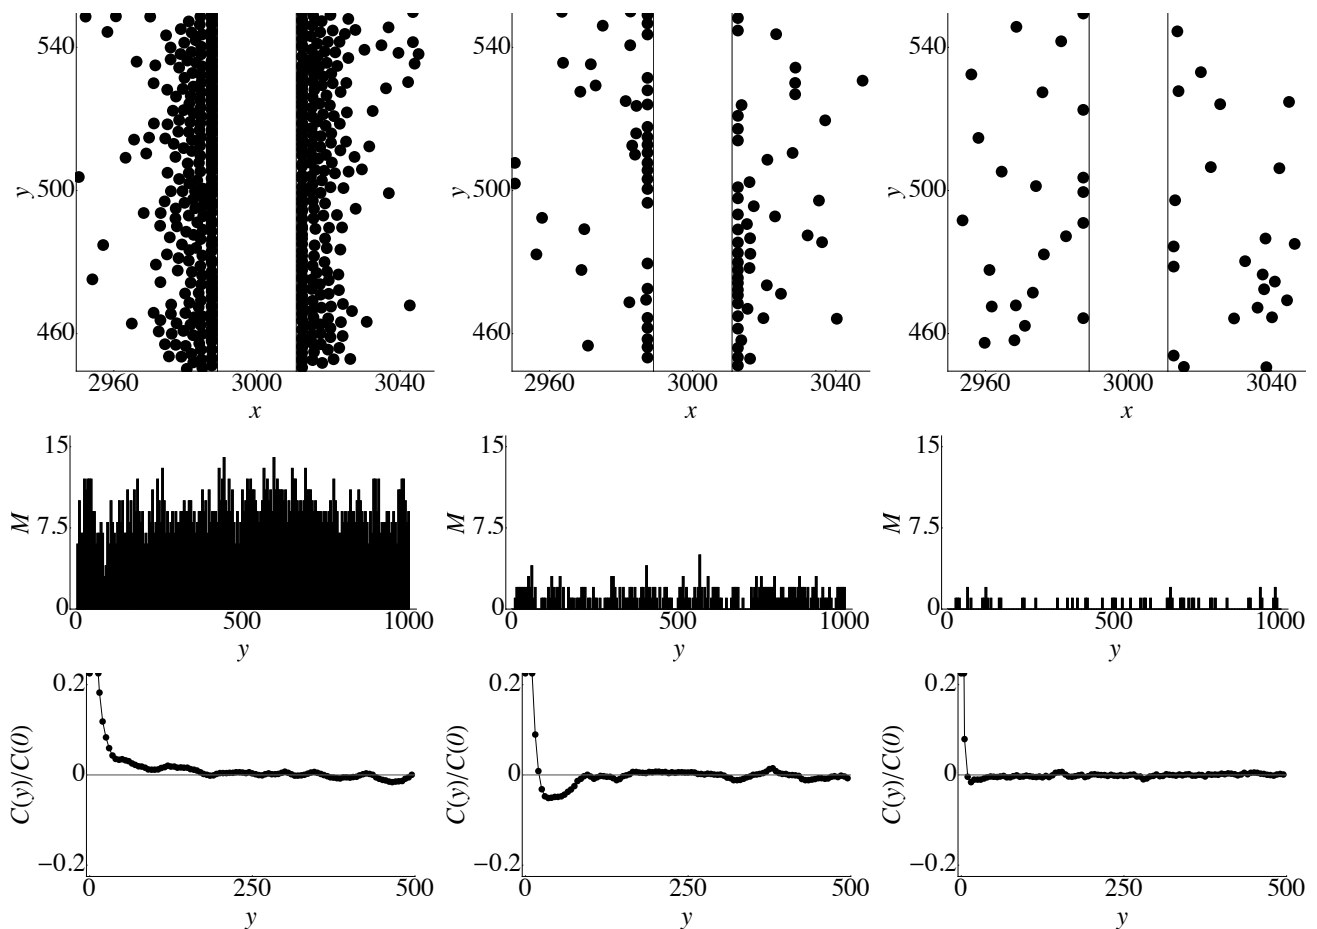 540 540 540
y 500 y 500 y 500
460 460 460
2960 3000 3040 2960 3000 3040 2960 3000 3040
x x x
15 15 15
M 7.5 M 7.5 M 7.5
0 0 0
0 500 1000 0 500 1000 0 500 1000
y y y
0.2 0.2 0.2
C(y)/C(0) 0 C(y)/C(0) 0 C(y)/C(0) 0
−0.2 −0.2 −0.2
0 250 500 0 250 500 0 250 500
y y y